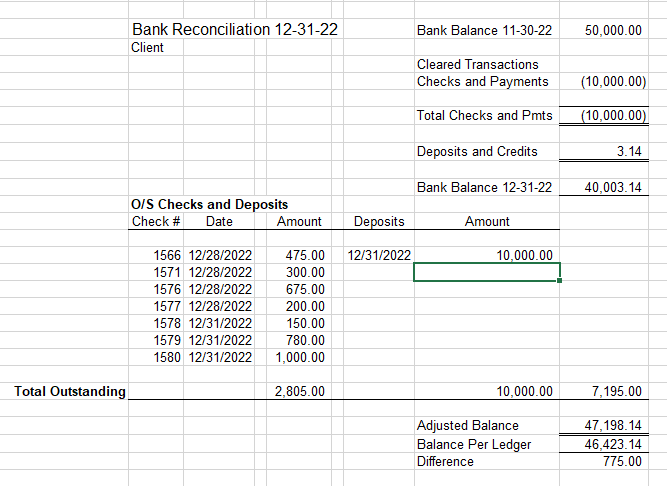 Bank Reconciliation 12-31-22 Bank Balance 11-30-22 50,000.00
Client
Cleared Transactions
Checks and Payments (10,000.00)
Total Checks and Pmts (10,000.00)
Deposits and Credits 3.14
Bank Balance 12-31-22 40,003.14
O/S Checks and Deposits
Check # Date Amount Deposits Amount
1566 12/28/2022 475.00 12/31/2022 10,000.00
1571 12/28/2022 300.00
1576 12/28/2022 675.00
1577 12/28/2022 200.00
1578 12/31/2022 150.00
1579 12/31/2022 780.00
1580 12/31/2022 1,000.00
Total Outstanding 2,805.00 10,000.00 7,195.00
Adjusted Balance 47,198.14
Balance Per Ledger 46,423.14
Difference 775.00